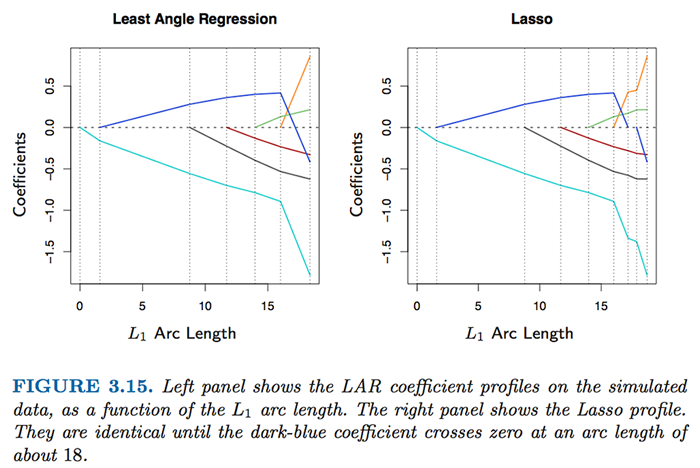 Least Angle Regression
Coefficients
0.5
0.0
−0.5
−1.0
−1.5
0 5 10 15
L1 Arc Length
Lasso
Coefficients
0.5
0.0
−0.5
−1.0
−1.5
0 5 10 15
L1 Arc Length
FIGURE 3.15. Left panel shows the LAR coefficient profiles on the simulated
data, as a function of the L1 arc length. The right panel shows the Lasso profile.
They are identical until the dark-blue coefficient crosses zero at an arc length of
about 18.